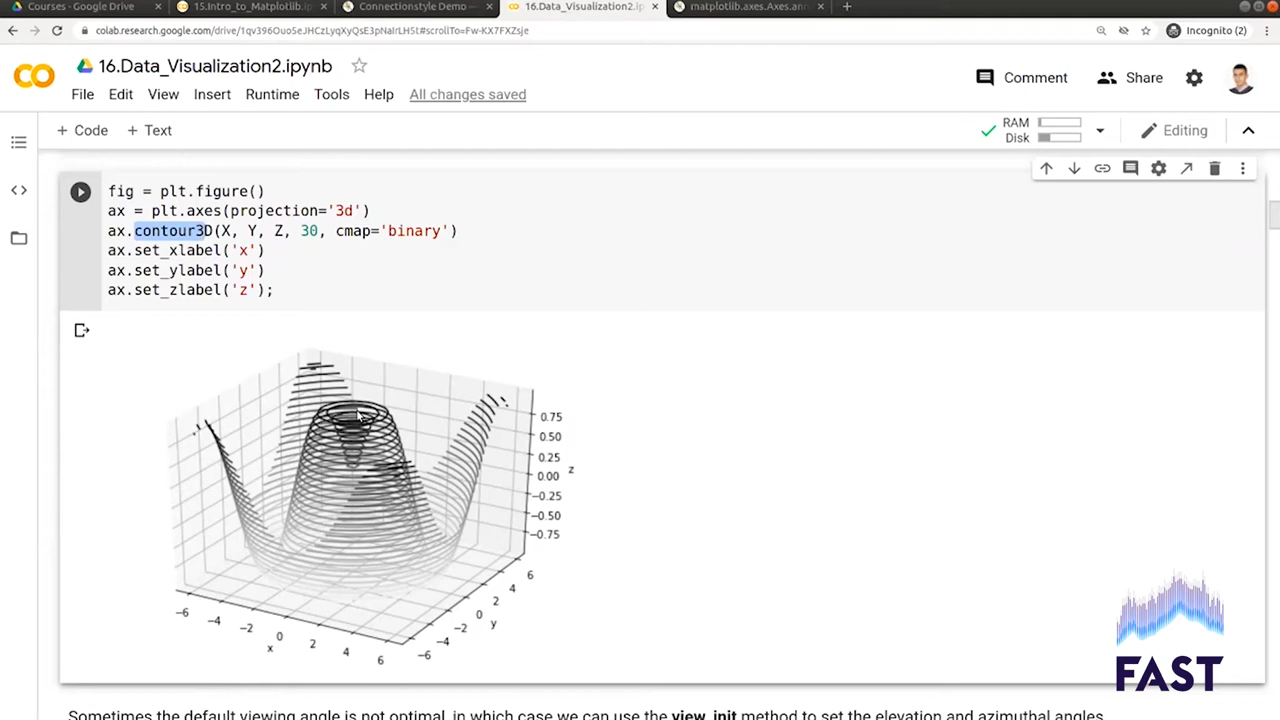 Courses - Google Drive
15.Intro_to_Matplotlib.ip
Connectionstyle Demo
16.Data_Visualization2.ip
matplotlib.axes.Axes.ann
colab.research.google.com/drive/1qv396Oluo5eJHCzLyqXyQsE3pNaIrLH5t#scrollTo=Fw-KX7FXZsje
Incognito (2)
CO
16.Data_Visualization2.ipynb
Comment
Share
File Edit View Insert Runtime Tools Help All changes saved
+ Code + Text
RAM
Disk
Editing
fig = plt.figure()
ax = plt.axes(projection='3d')
ax.contour3D(X, Y, Z, 30, cmap='binary')
ax.set_xlabel('x')
ax.set_ylabel('y')
ax.set_zlabel('z');
0.75
0.50
0.25
0.00
−0.25
−0.50
−0.75
z
−6 −4 −2 0 2 4 6
x
−6 −4 −2 0 2 4 6
y
FAST
Sometimes the default viewing angle is not optimal, in which case we can use the view_init method to set the elevation and azimuthal angles